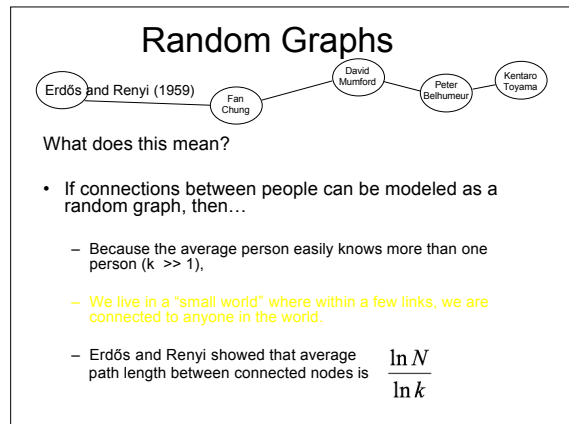 Random Graphs
Erdős and Renyi (1959)
Fan
Chung
David
Mumford
Peter
Belhumeur
Kentaro
Toyama
What does this mean?
• If connections between people can be modeled as a
random graph, then…
– Because the average person easily knows more than one
person (k >> 1),
– We live in a “small world” where within a few links, we are
connected to anyone in the world.
– Erdős and Renyi showed that average
path length between connected nodes is
ln N
ln k